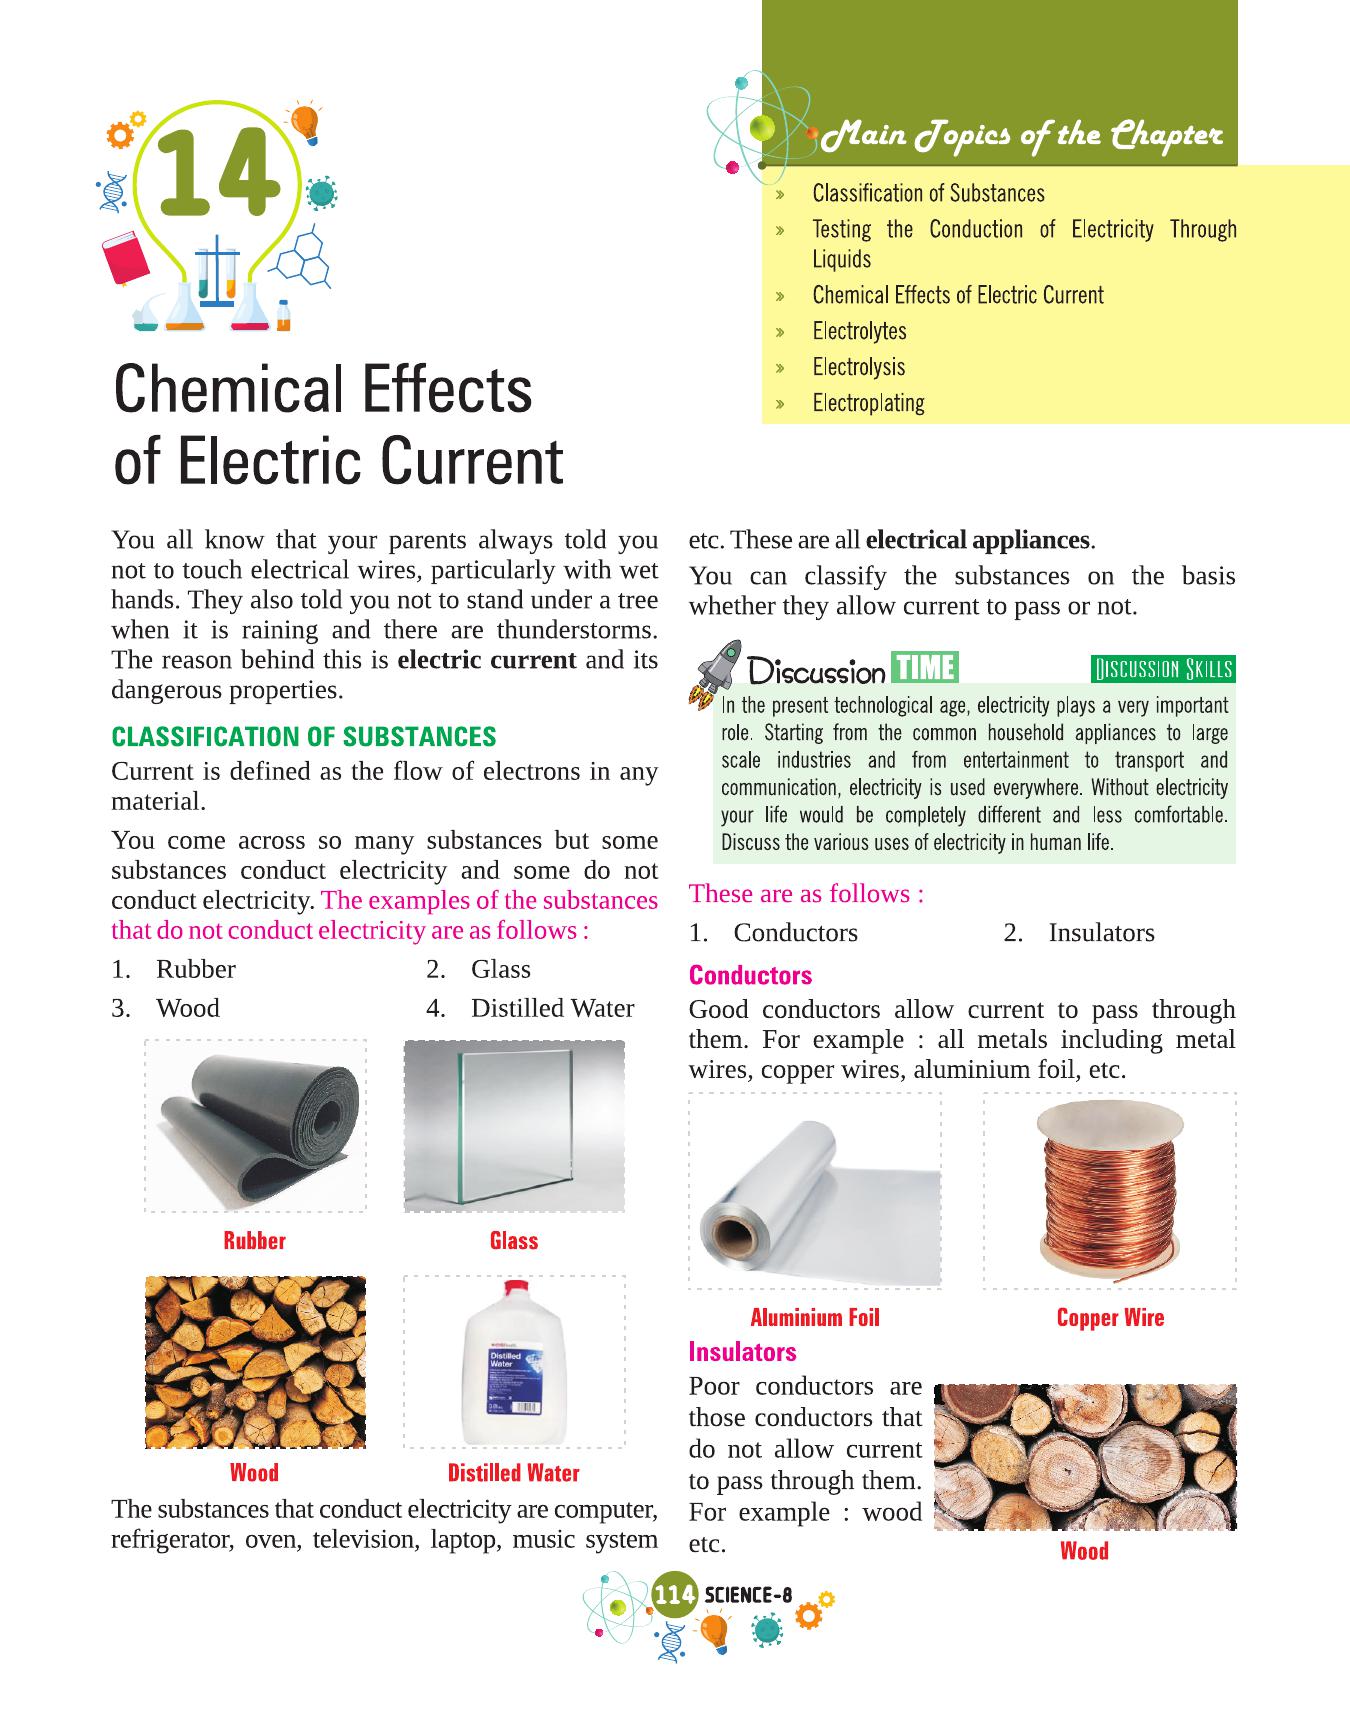 14
Chemical Effects
of Electric Current
Main Topics of the Chapter
» Classification of Substances
» Testing the Conduction of Electricity Through
Liquids
» Chemical Effects of Electric Current
» Electrolytes
» Electrolysis
» Electroplating
You all know that your parents always told you
not to touch electrical wires, particularly with wet
hands. They also told you not to stand under a tree
when it is raining and there are thunderstorms.
The reason behind this is electric current and its
dangerous properties.
CLASSIFICATION OF SUBSTANCES
Current is defined as the flow of electrons in any
material.
You come across so many substances but some
substances conduct electricity and some do not
conduct electricity. The examples of the substances
that do not conduct electricity are as follows :
1. Rubber 2. Glass
3. Wood 4. Distilled Water
Rubber Glass
Distilled
Water
Wood Distilled Water
The substances that conduct electricity are computer,
refrigerator, oven, television, laptop, music system
etc. These are all electrical appliances.
You can classify the substances on the basis
whether they allow current to pass or not.
Discussion TIME DISCUSSION SKILLS
In the present technological age, electricity plays a very important
role. Starting from the common household appliances to large
scale industries and from entertainment to transport and
communication, electricity is used everywhere. Without electricity
your life would be completely different and less comfortable.
Discuss the various uses of electricity in human life.
These are as follows :
1. Conductors 2. Insulators
Conductors
Good conductors allow current to pass through
them. For example : all metals including metal
wires, copper wires, aluminium foil, etc.
Aluminium Foil Copper Wire
Insulators
Poor conductors are
those conductors that
do not allow current
to pass through them.
For example : wood
etc.
Wood
114 SCIENCE-8